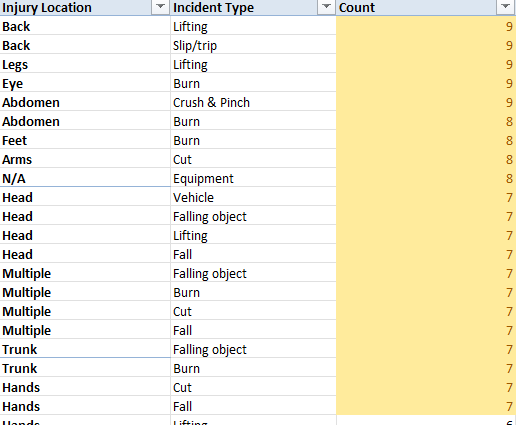 Injury Location Incident Type Count
Back Lifting 9
Back Slip/trip 9
Legs Lifting 9
Eye Burn 9
Abdomen Crush & Pinch 9
Abdomen Burn 8
Feet Burn 8
Arms Cut 8
N/A Equipment 8
Head Vehicle 7
Head Falling object 7
Head Lifting 7
Head Fall 7
Multiple Falling object 7
Multiple Burn 7
Multiple Cut 7
Multiple Fall 7
Trunk Falling object 7
Trunk Burn 7
Hands Cut 7
Hands Fall 7
Hands Lifting 6